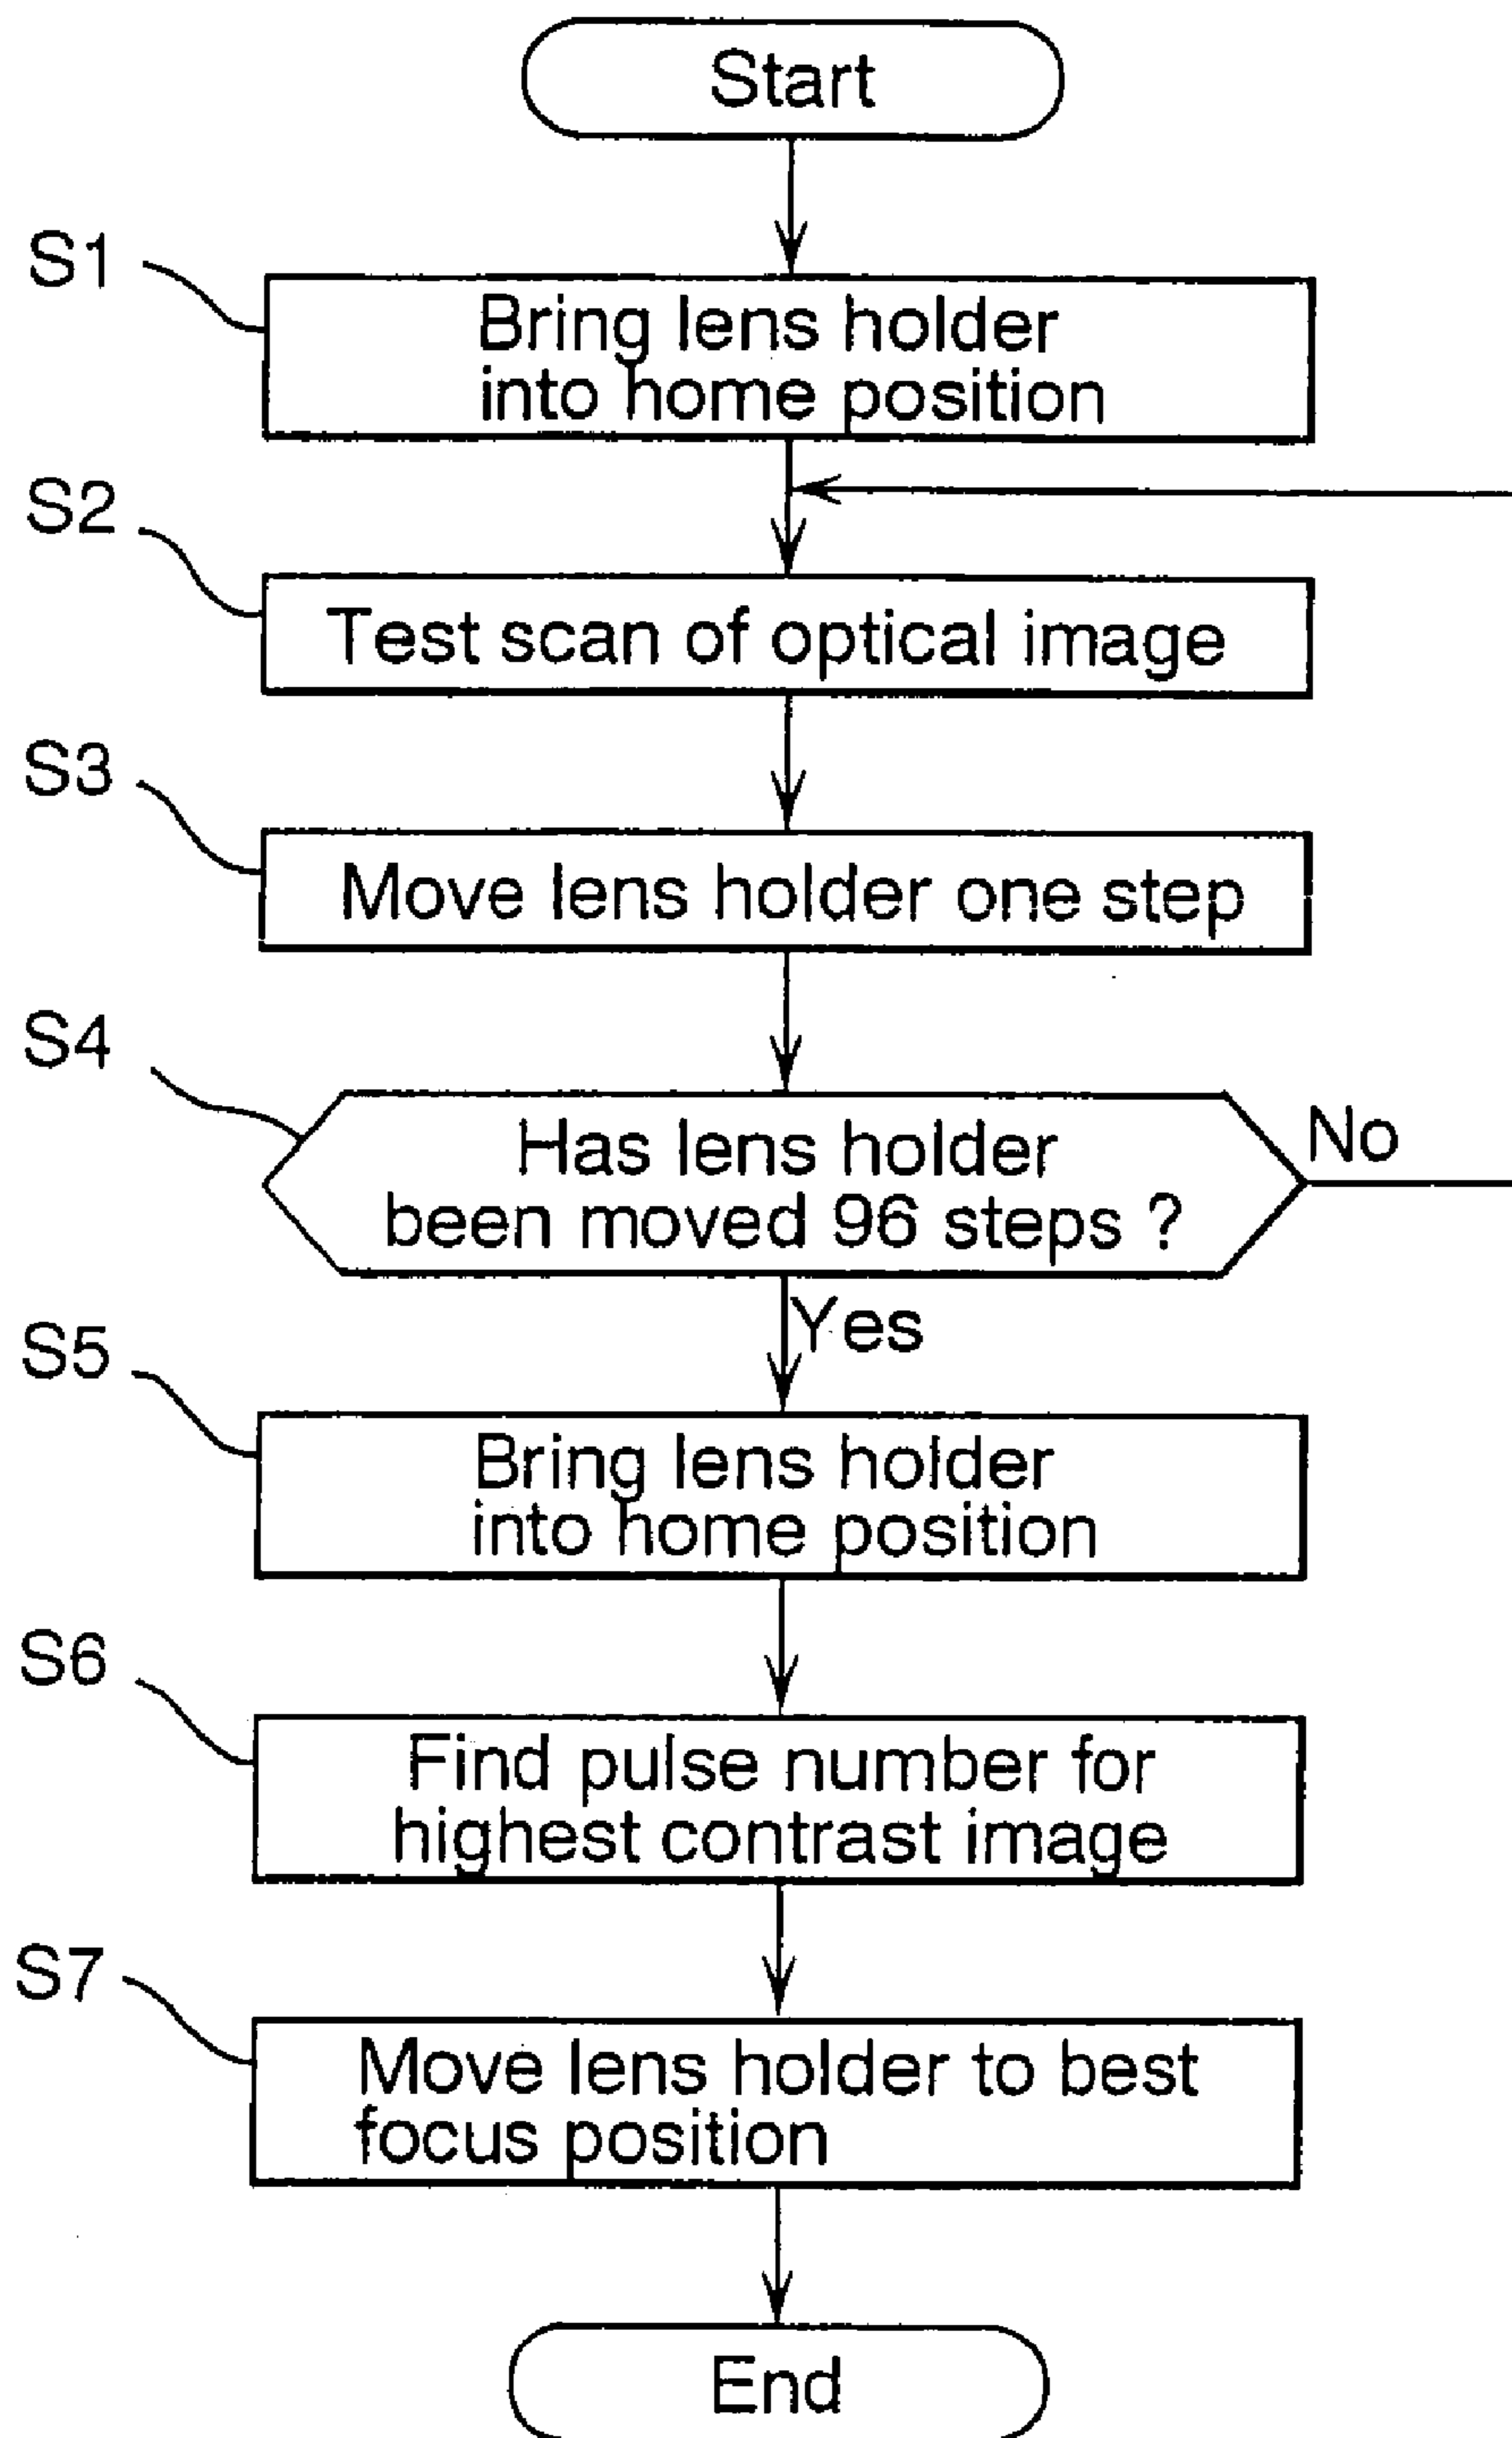 Start
S1
Bring lens holder
into home position
S2
Test scan of optical image
S3
Move lens holder one step
S4
Has lens holder
been moved 96 steps ?
No
Yes
S5
Bring lens holder
into home position
S6
Find pulse number for
highest contrast image
S7
Move lens holder to best
focus position
End